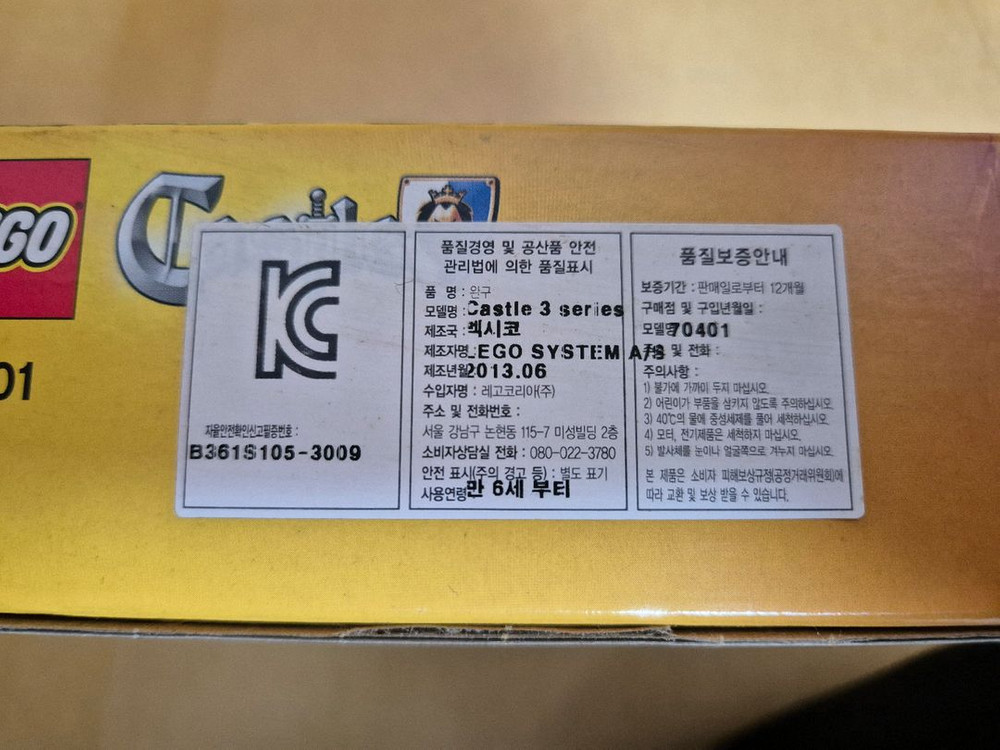 GO
C
01
자율안전확인신고필증번호 :
B361S105-3009
품질경영 및 공산품 안전
관리법에 의한 품질표시
품 명 : 완구
모델명 : Castle 3 series
제조국 : 멕시코
제조자명 LEGO SYSTEM A/S
제조년월 2013.06
수입자명 : 레고코리아(주)
주소 및 전화번호 :
서울 강남구 논현동 115-7 미성빌딩 2층
소비자상담실 전화 : 080-022-3780
안전 표시(주의 경고 등) : 별도 표기
사용연령 만 6세 부터
품질보증안내
보증기간 : 판매일로부터 12개월
구매점 및 구입년월일 :
모델명 70401
및 전화 :
주의사항 :
1) 불가에 가까이 두지 마십시오.
2) 어린이가 부품을 삼키지 않도록 주의하십시오.
3) 40℃의 물에 중성세제를 풀어 세척하십시오.
4) 모터, 전기제품은 세척하지 마십시오.
5) 발사체를 눈이나 얼굴쪽으로 겨누지 마십시오.
본 제품은 소비자 피해보상규정(공정거래위원회)에
따라 교환 및 보상 받을 수 있습니다.